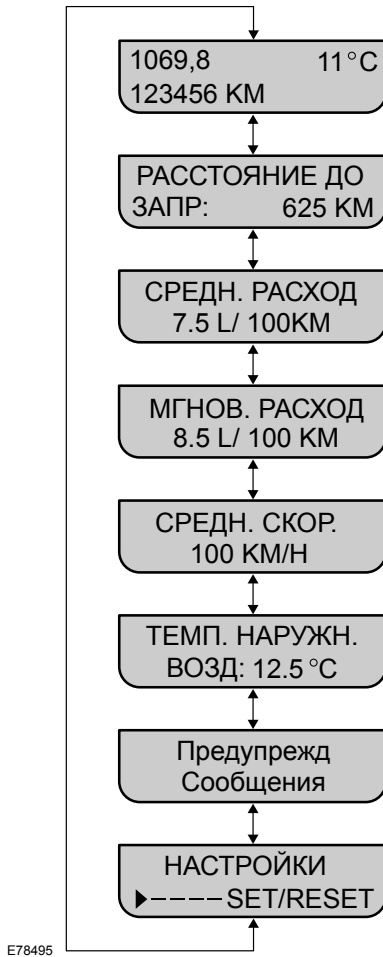 1069,8 11°C
123456 KM
РАССТОЯНИЕ ДО
ЗАПР: 625 KM
СРЕДН. РАСХОД
7.5 L/ 100KM
МГНОВ. РАСХОД
8.5 L/ 100 KM
СРЕДН. СКОР.
100 KM/H
ТЕМП. НАРУЖН.
ВОЗД: 12.5 °C
Предупрежд
Сообщения
НАСТРОЙКИ
▶---- SET/RESET
E78495